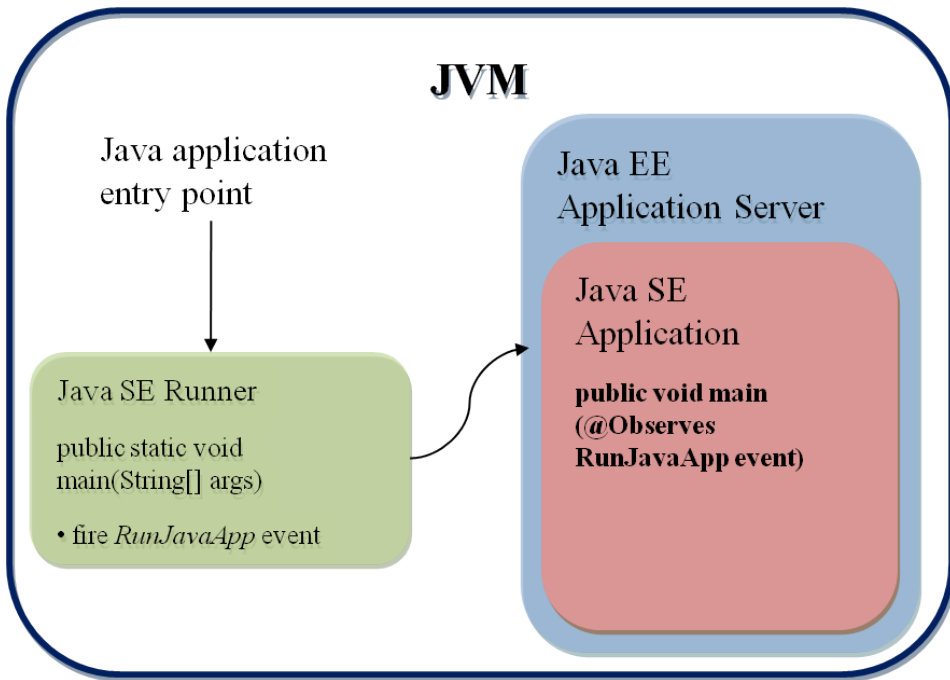 JVM
Java application
entry point
Java SE Runner
public static void
main(String[] args)
• fire RunJavaApp event
Java EE
Application Server
Java SE
Application
public void main
(@Observes
RunJavaApp event)